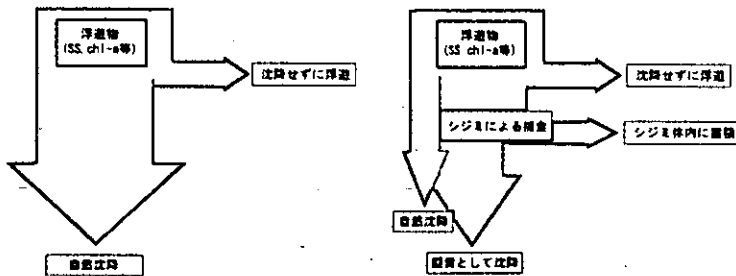 浮遊物
(SS, chl-a等)
沈降せずに浮遊
自然沈降
浮遊物
(SS chl-a等)
沈降せずに浮遊
シジミによる捕食
シジミ体内に蓄積
自然沈降
として沈降